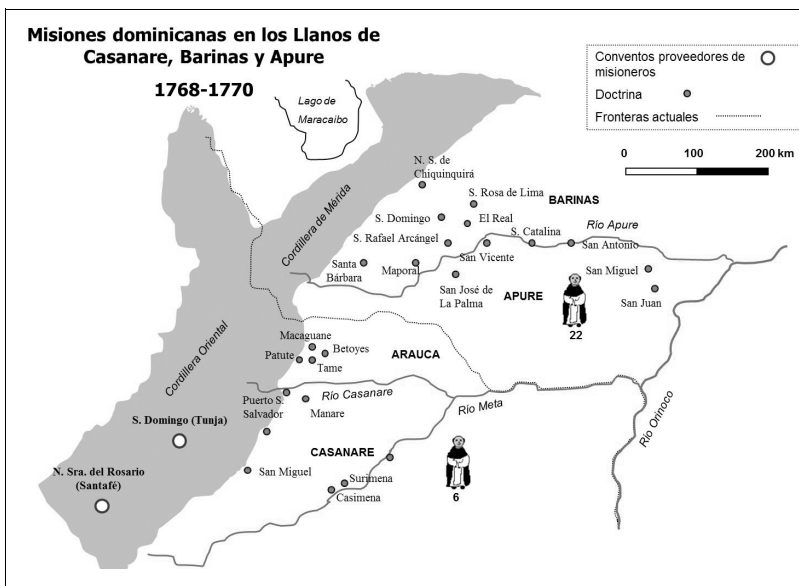 Misiones dominicanas en los Llanos de
Casanare, Barinas y Apure
1768-1770
Conventos proveedores de
misioneros
Doctrina
Fronteras actuales
0 100 200 km
Lago de
Maracaibo
Cordillera de Mérida
N. S. de
Chiquinquirá
S. Rosa de Lima
BARINAS
S. Domingo
El Real
S. Rafael Arcángel
S. Catalina
Río Apure
San Vicente
San Antonio
Santa
Bárbara
Mapora
San José de
La Palma
San Miguel
San Juan
APURE
22
Macaguane
Betoyes
Patute
Tame
ARAUCA
Cordillera Oriental
Puerto S.
Salvador
Río Casanare
Manare
Río Meta
Río Orinoco
S. Domingo (Tunja)
CASANARE
N. Sra. del Rosario
(Santafé)
San Miguel
Surimena
Casimena
6